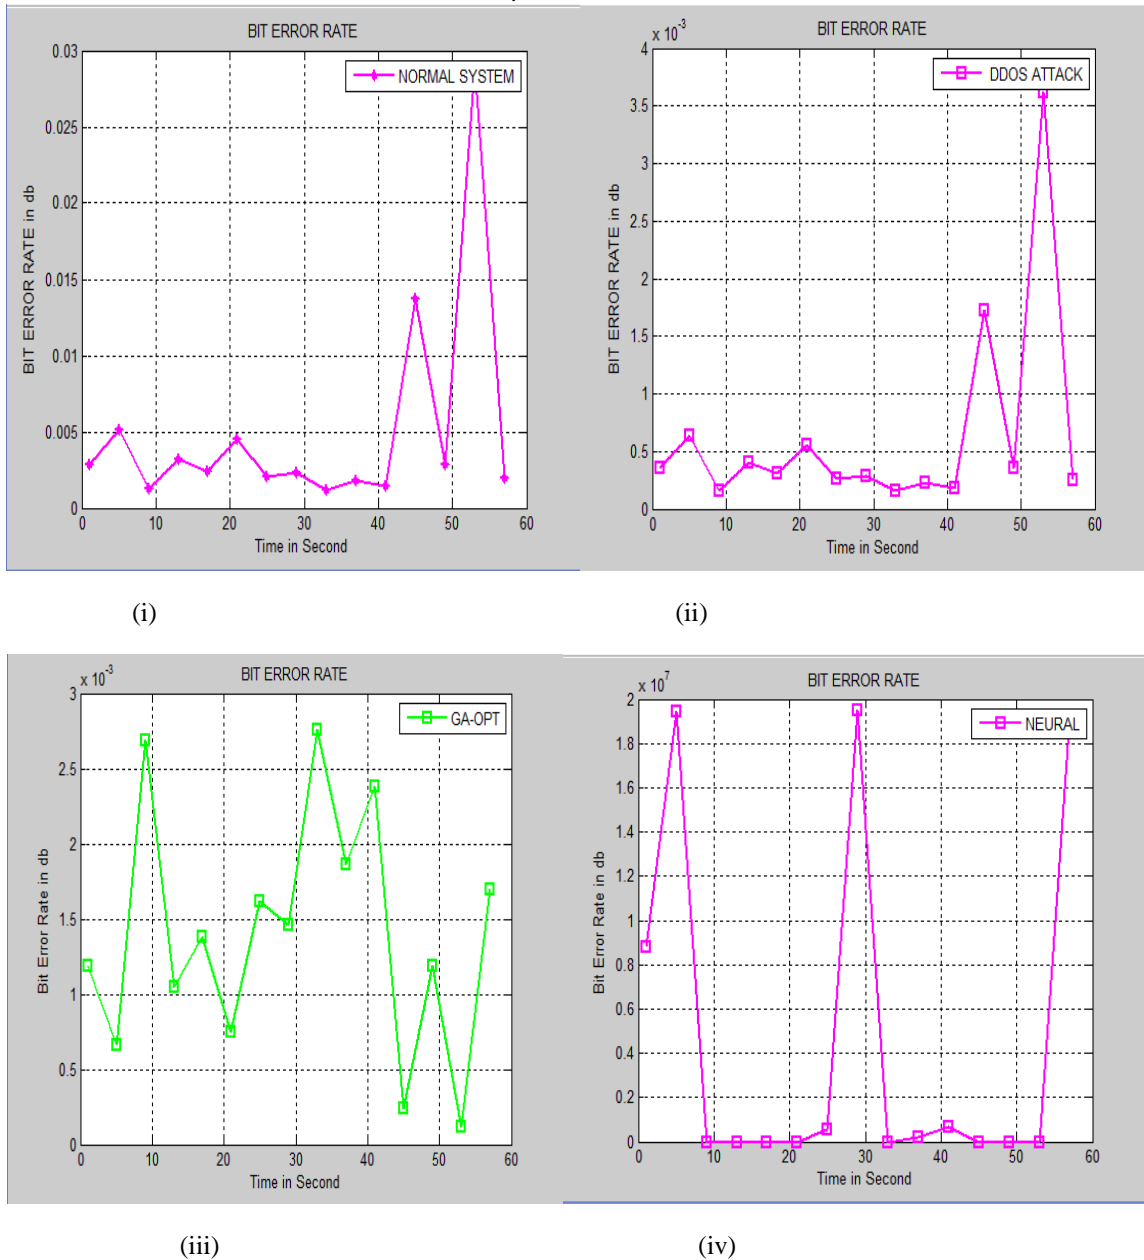 BIT ERROR RATE
NORMAL SYSTEM
0.03
0.025
0.02
0.015
0.01
0.005
0
BIT ERROR RATE in db
0 10 20 30 40 50 60
Time in Second
(i)
x 10^-3
BIT ERROR RATE
DDOS ATTACK
4
3.5
3
2.5
2
1.5
1
0.5
0
BIT ERROR RATE in db
0 10 20 30 40 50 60
Time in Second
(ii)
x 10^-3
BIT ERROR RATE
GA-OPT
3
2.5
2
1.5
1
0.5
0
Bit Error Rate in db
0 10 20 30 40 50 60
Time in Second
(iii)
x 10^7
BIT ERROR RATE
NEURAL
2
1.8
1.6
1.4
1.2
1
0.8
0.6
0.4
0.2
0
Bit Error Rate in db
0 10 20 30 40 50 60
Time in Second
(iv)